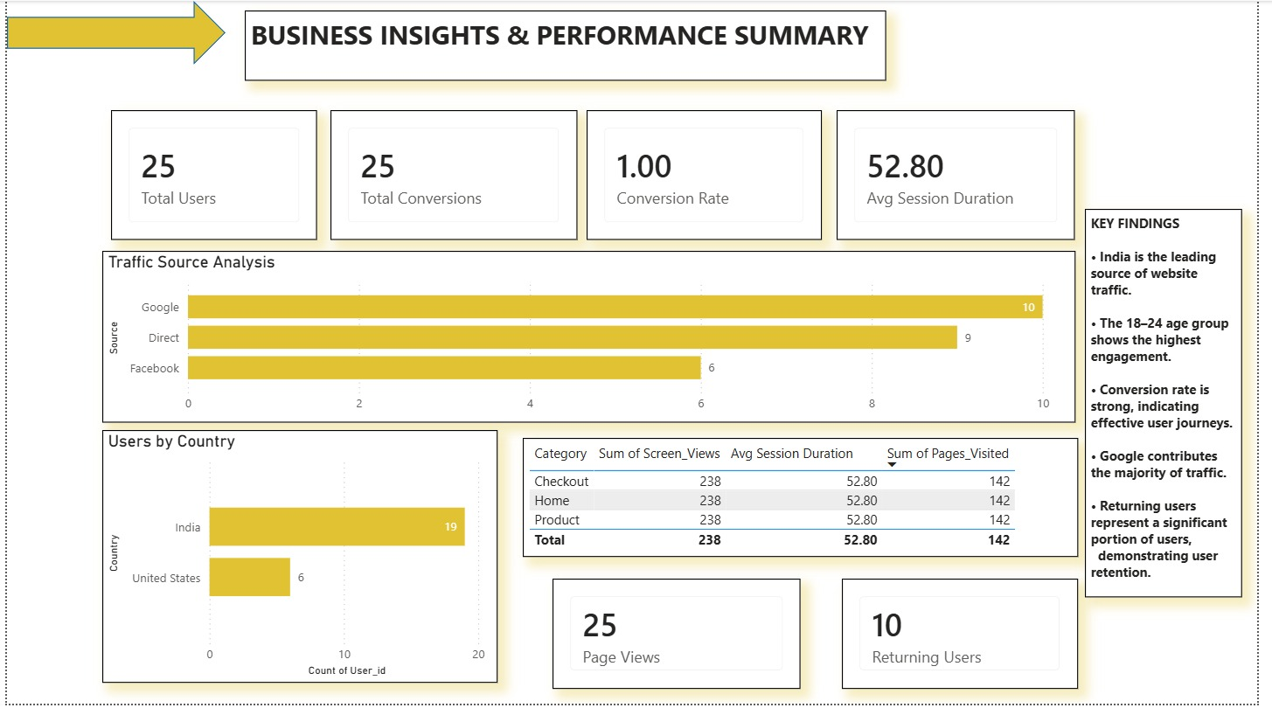 BUSINESS INSIGHTS & PERFORMANCE SUMMARY
25
Total Users
25
Total Conversions
1.00
Conversion Rate
52.80
Avg Session Duration
Traffic Source Analysis
Source
Google 10
Direct 9
Facebook 6
0 2 4 6 8 10
Users by Country
Country
India 19
United States 6
0 10 20
Count of User_id
Category Sum of Screen_Views Avg Session Duration Sum of Pages_Visited
Checkout 238 52.80 142
Home 238 52.80 142
Product 238 52.80 142
Total 238 52.80 142
25
Page Views
10
Returning Users
KEY FINDINGS
• India is the leading
source of website
traffic.
• The 18–24 age group
shows the highest
engagement.
• Conversion rate is
strong, indicating
effective user journeys.
• Google contributes
the majority of traffic.
• Returning users
represent a significant
portion of users,
demonstrating user
retention.